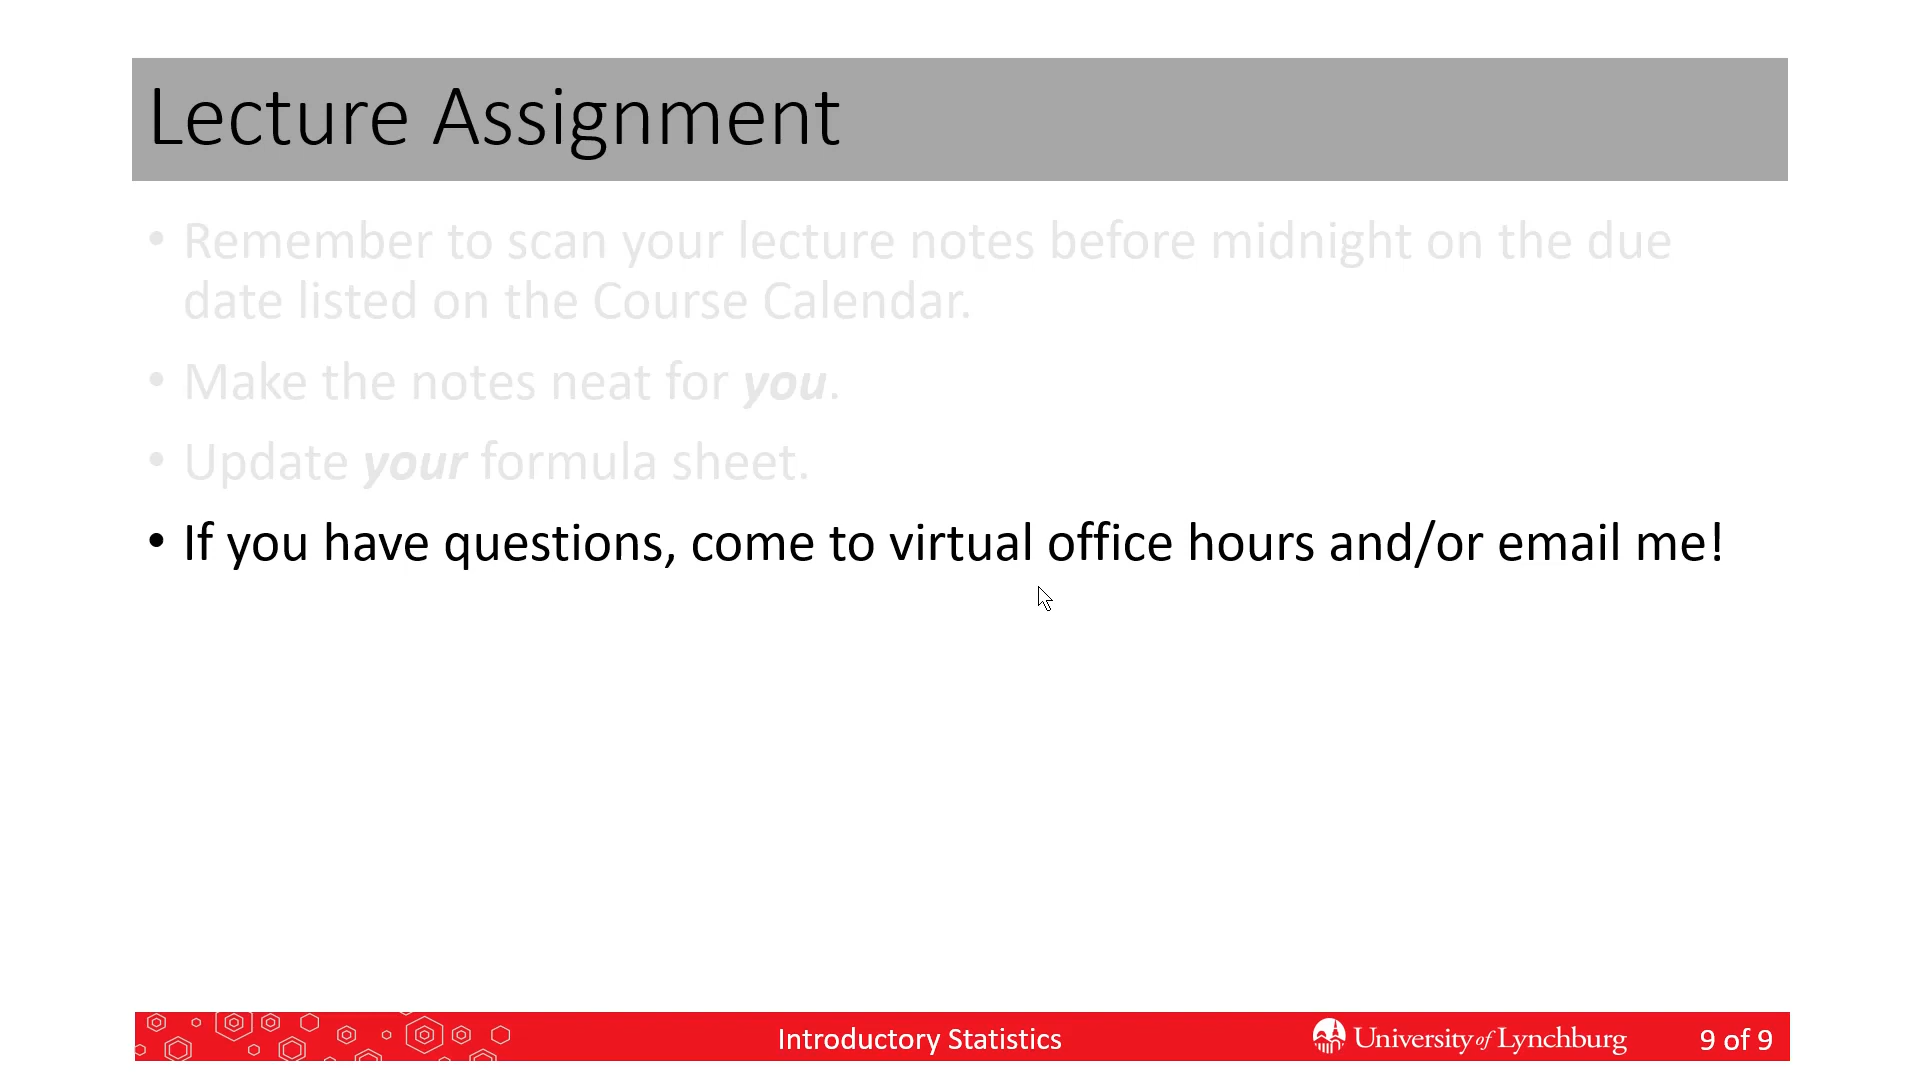 Lecture Assignment
• Remember to scan your lecture notes before midnight on the due
date listed on the Course Calendar.
• Make the notes neat for you.
• Update your formula sheet.
• If you have questions, come to virtual office hours and/or email me!
Introductory Statistics
University of Lynchburg
9 of 9